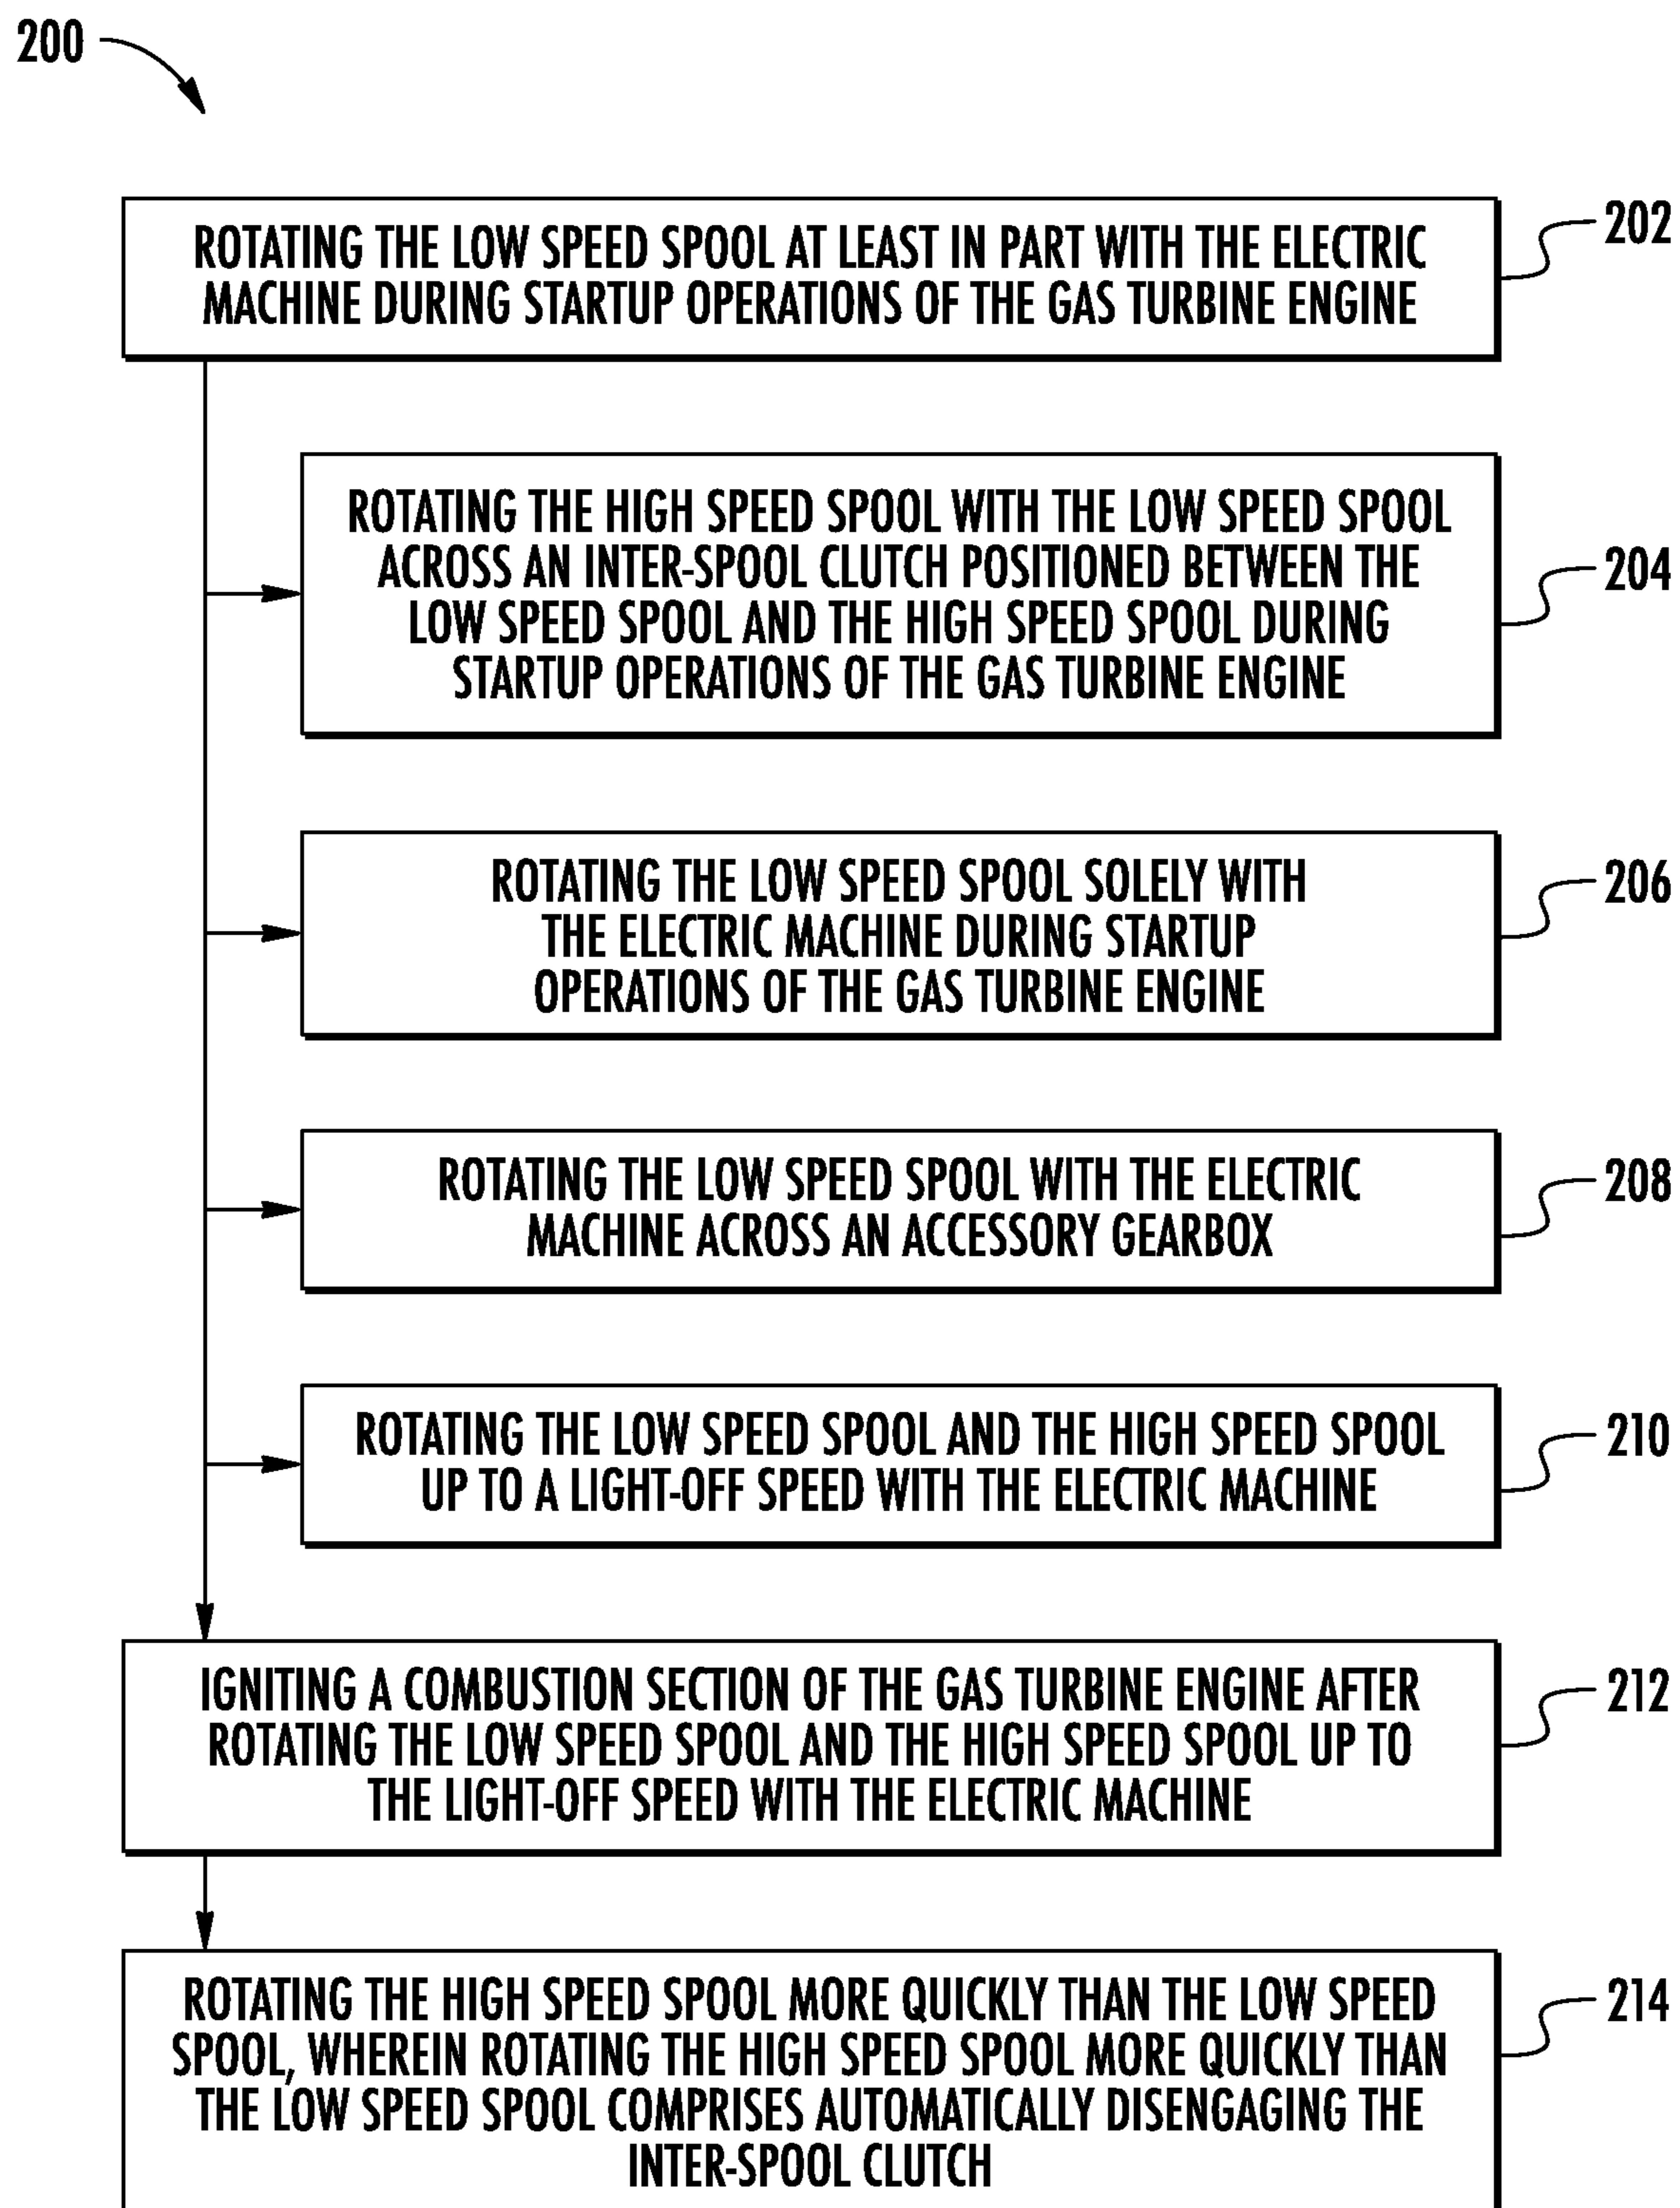 200
ROTATING THE LOW SPEED SPOOL AT LEAST IN PART WITH THE ELECTRIC
MACHINE DURING STARTUP OPERATIONS OF THE GAS TURBINE ENGINE
202
ROTATING THE HIGH SPEED SPOOL WITH THE LOW SPEED SPOOL
ACROSS AN INTER-SPOOL CLUTCH POSITIONED BETWEEN THE
LOW SPEED SPOOL AND THE HIGH SPEED SPOOL DURING
STARTUP OPERATIONS OF THE GAS TURBINE ENGINE
204
ROTATING THE LOW SPEED SPOOL SOLELY WITH
THE ELECTRIC MACHINE DURING STARTUP
OPERATIONS OF THE GAS TURBINE ENGINE
206
ROTATING THE LOW SPEED SPOOL WITH THE ELECTRIC
MACHINE ACROSS AN ACCESSORY GEARBOX
208
ROTATING THE LOW SPEED SPOOL AND THE HIGH SPEED SPOOL
UP TO A LIGHT-OFF SPEED WITH THE ELECTRIC MACHINE
210
IGNITING A COMBUSTION SECTION OF THE GAS TURBINE ENGINE AFTER
ROTATING THE LOW SPEED SPOOL AND THE HIGH SPEED SPOOL UP TO
THE LIGHT-OFF SPEED WITH THE ELECTRIC MACHINE
212
ROTATING THE HIGH SPEED SPOOL MORE QUICKLY THAN THE LOW SPEED
SPOOL, WHEREIN ROTATING THE HIGH SPEED SPOOL MORE QUICKLY THAN
THE LOW SPEED SPOOL COMPRISES AUTOMATICALLY DISENGAGING THE
INTER-SPOOL CLUTCH
214